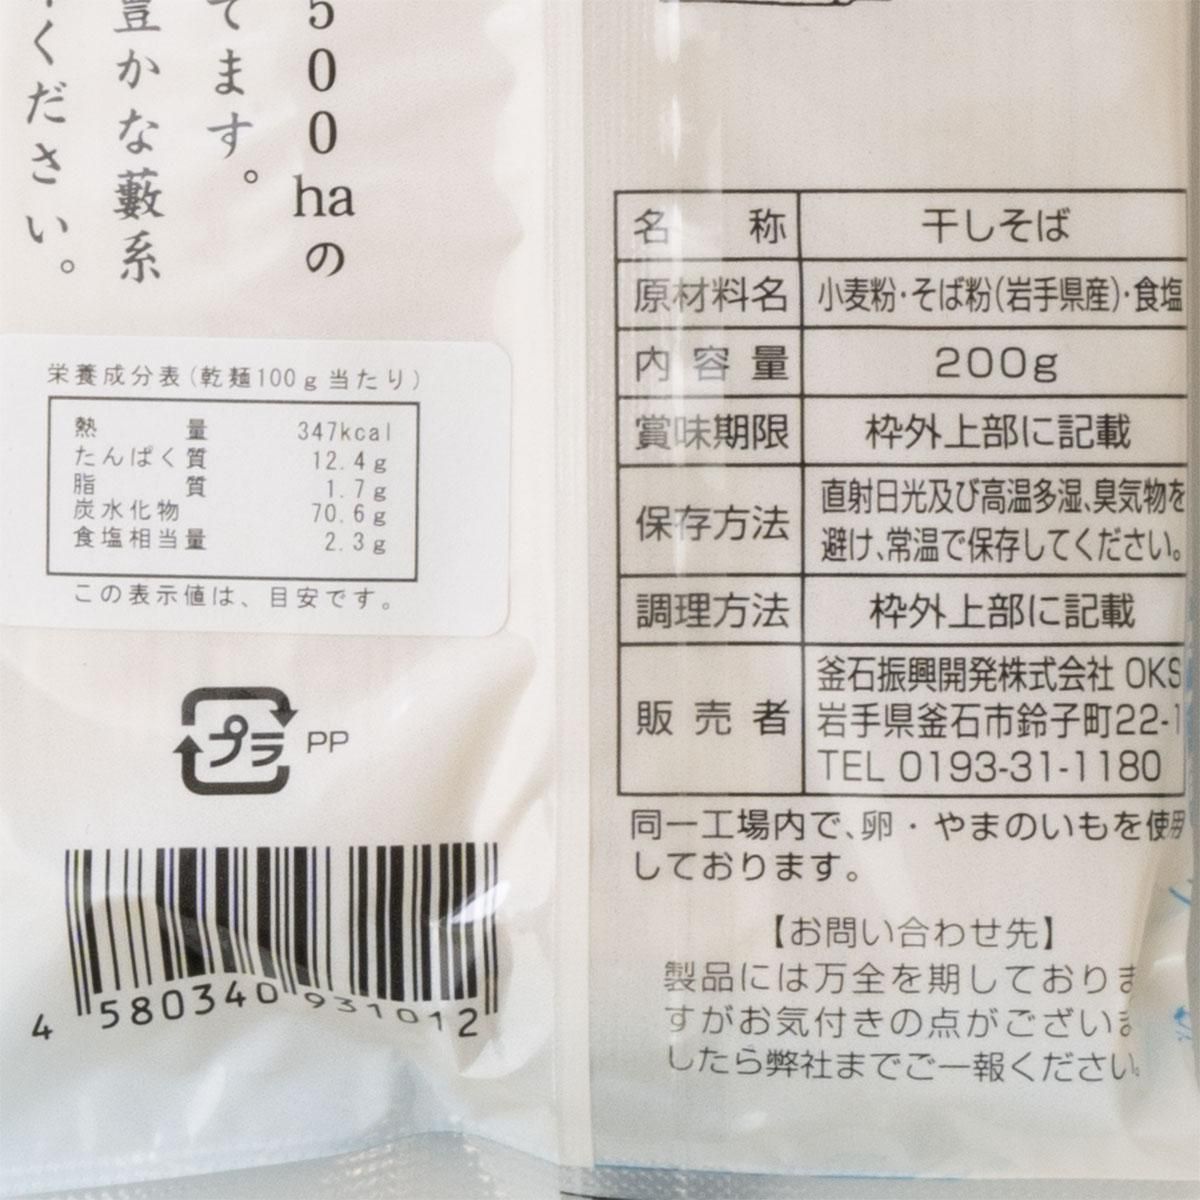 500haの
てます。
豊かな藪系
ください。
栄養成分表(乾麺100g当たり)
熱量 347kcal
たんぱく質 12.4g
脂質 1.7g
炭水化物 70.6g
食塩相当量 2.3g
この表示値は、目安です。
プラ PP
4 580340 931012
名称 干しそば
原材料名 小麦粉・そば粉(岩手県産)・食塩
内容量 200g
賞味期限 枠外上部に記載
保存方法 直射日光及び高温多湿、臭気物を
避け、常温で保存してください。
調理方法 枠外上部に記載
販売者 釜石振興開発株式会社 OKS
岩手県釜石市鈴子町22-1
TEL 0193-31-1180
同一工場内で、卵・やまのいもを使用
しております。
【お問い合わせ先】
製品には万全を期しておりま
すがお気付きの点がございま
したら弊社までご一報ください。